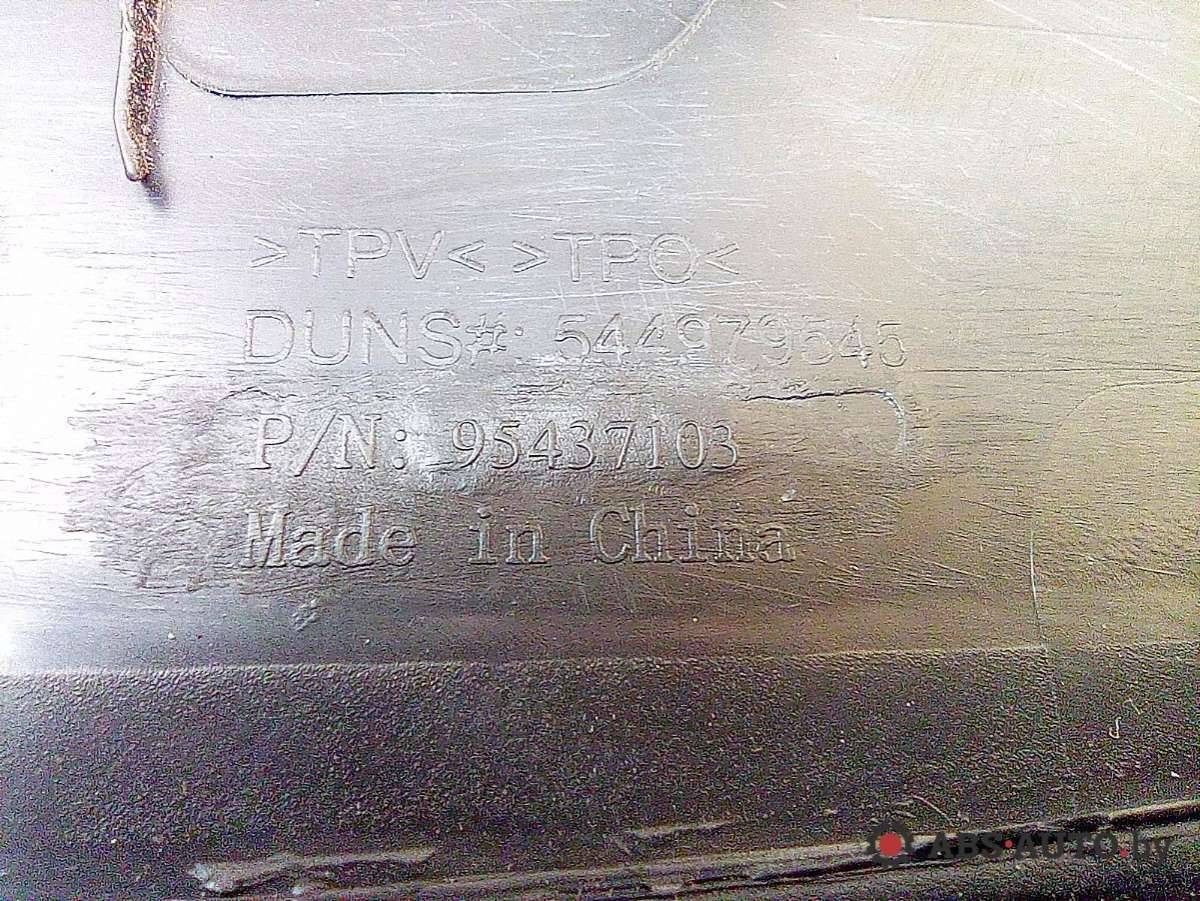 >TPV< >TPO<
DUNS#: 544979545
P/N: 95437103
Made in China
ABS-AUTO.by